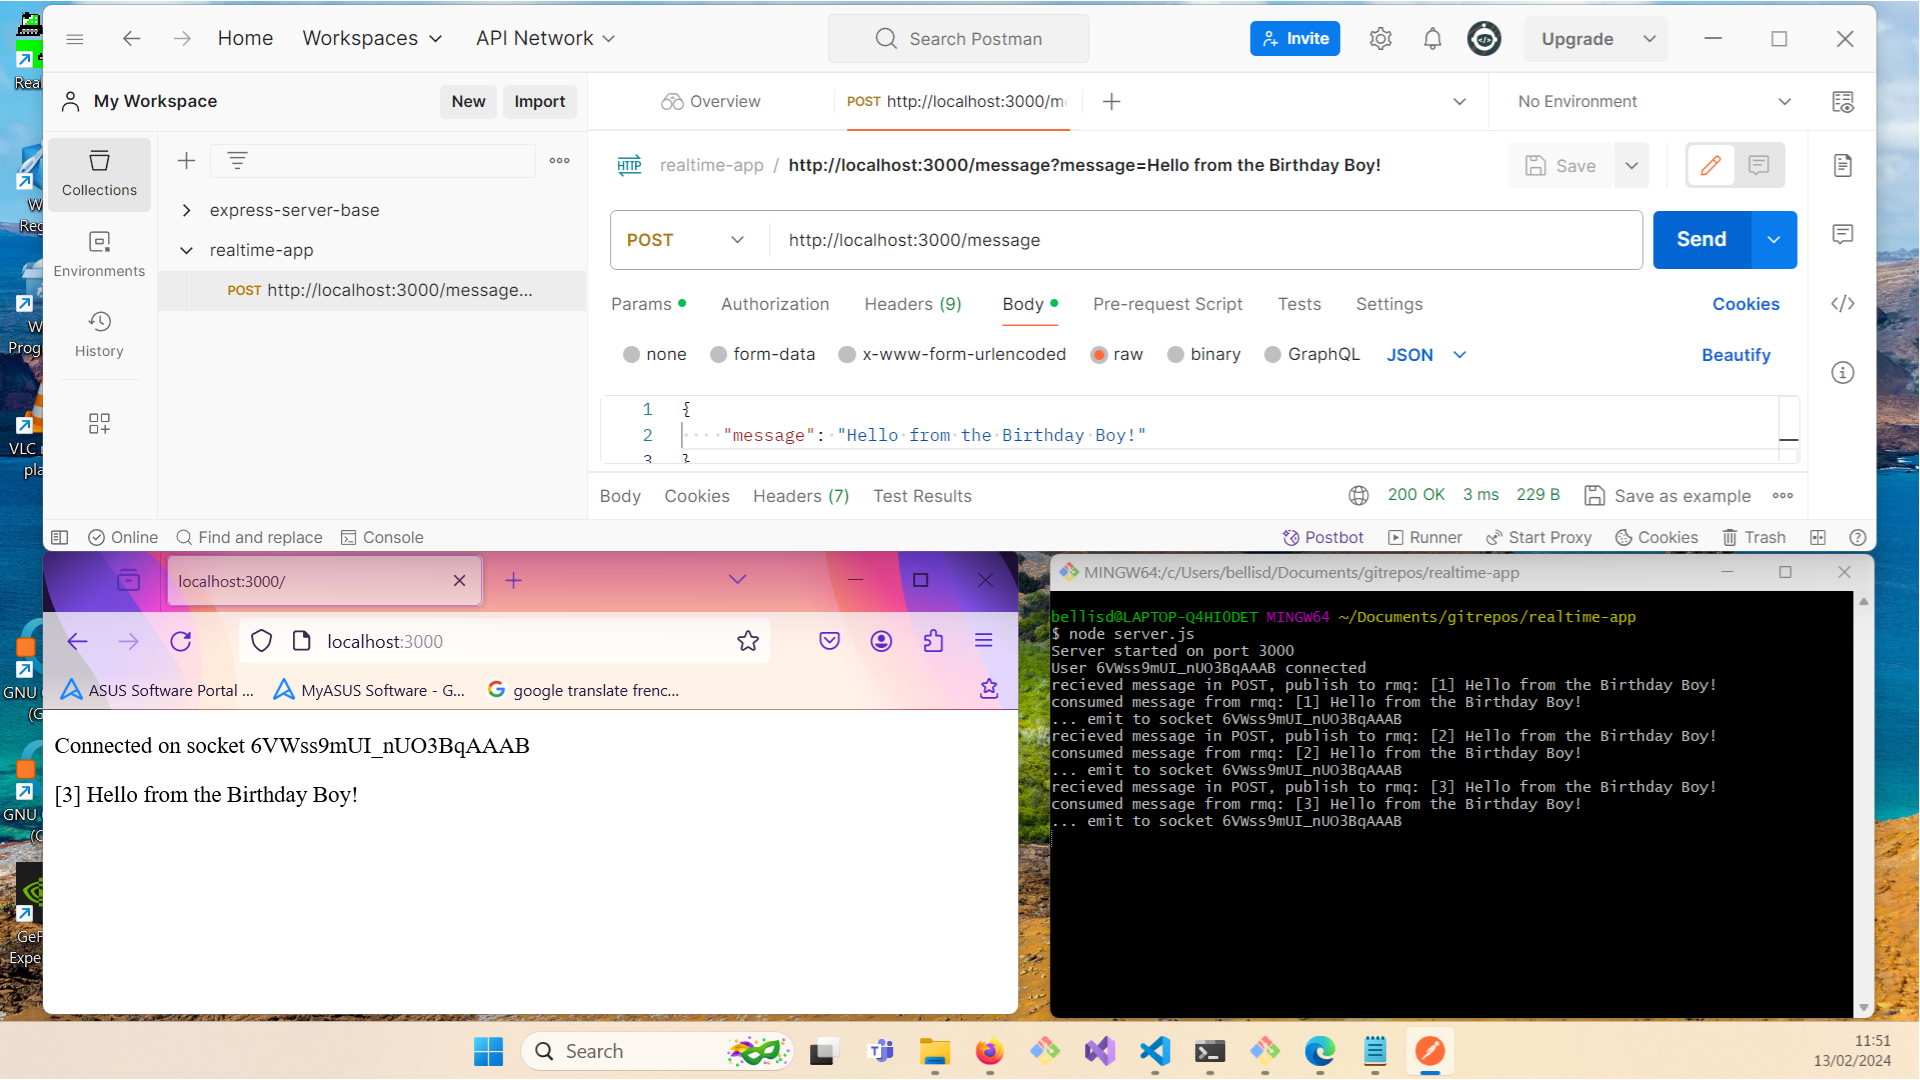 Home
Workspaces
API Network
Search Postman
Invite
Upgrade
My Workspace
New
Import
Overview
POST http://localhost:3000/m
No Environment
Collections
Environments
History
express-server-base
realtime-app
POST http://localhost:3000/message...
HTTP realtime-app / http://localhost:3000/message?message=Hello from the Birthday Boy!
Save
POST
http://localhost:3000/message
Send
Params
Authorization
Headers (9)
Body
Pre-request Script
Tests
Settings
Cookies
none
form-data
x-www-form-urlencoded
raw
binary
GraphQL
JSON
Beautify
1 {
2 "message": "Hello from the Birthday Boy!"
3 }
Body
Cookies
Headers (7)
Test Results
200 OK
3 ms
229 B
Save as example
Online
Find and replace
Console
Postbot
Runner
Start Proxy
Cookies
Trash
localhost:3000/
localhost:3000
ASUS Software Portal ...
MyASUS Software - G...
google translate frenc...
Connected on socket 6VWss9mUI_nUO3BqAAAB
[3] Hello from the Birthday Boy!
MINGW64:/c/Users/bellisd/Documents/gitrepos/realtime-app
bellisd@LAPTOP-Q4HIODET MINGW64 ~/Documents/gitrepos/realtime-app
$ node server.js
Server started on port 3000
User 6VWss9mUI_nUO3BqAAAB connected
recieved message in POST, publish to rmq: [1] Hello from the Birthday Boy!
consumed message from rmq: [1] Hello from the Birthday Boy!
... emit to socket 6VWss9mUI_nUO3BqAAAB
recieved message in POST, publish to rmq: [2] Hello from the Birthday Boy!
consumed message from rmq: [2] Hello from the Birthday Boy!
... emit to socket 6VWss9mUI_nUO3BqAAAB
recieved message in POST, publish to rmq: [3] Hello from the Birthday Boy!
consumed message from rmq: [3] Hello from the Birthday Boy!
... emit to socket 6VWss9mUI_nUO3BqAAAB
Real
W
Reg
W
Prog
VLC
pla
GNU
(G
GNU
GeF
Expe
Search
11:51
13/02/2024